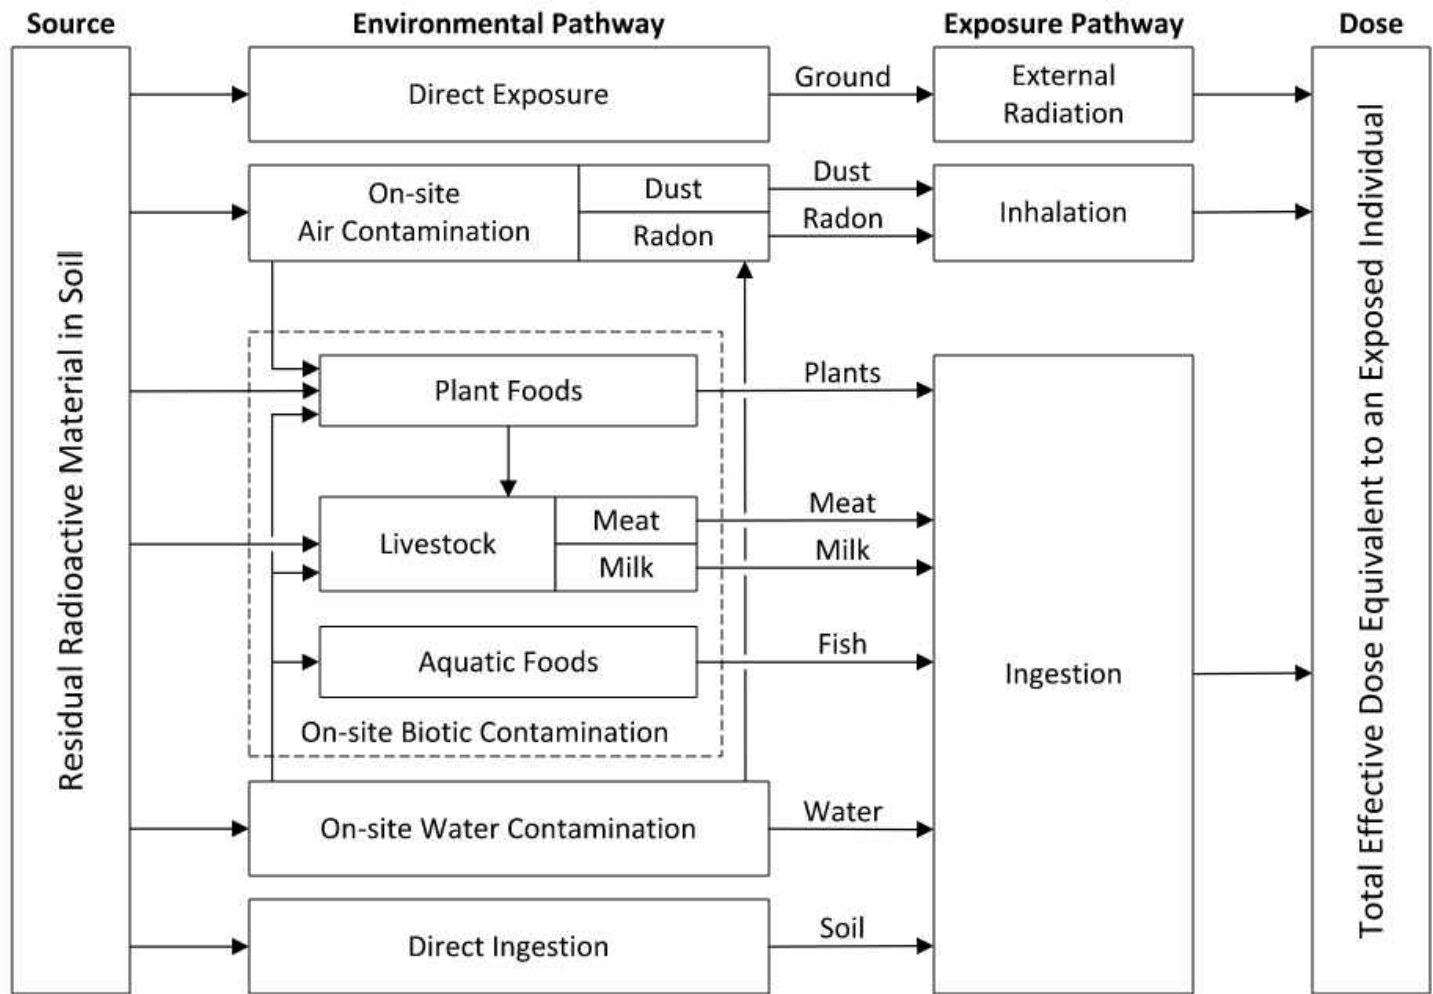 Source
Environmental Pathway
Exposure Pathway
Dose
Residual Radioactive Material in Soil
Direct Exposure
Ground
External
Radiation
On-site
Air Contamination
Dust
Radon
Dust
Radon
Inhalation
Plant Foods
Plants
Livestock
Meat
Milk
Meat
Milk
Aquatic Foods
Fish
On-site Biotic Contamination
Ingestion
On-site Water Contamination
Water
Direct Ingestion
Soil
Total Effective Dose Equivalent to an Exposed Individual